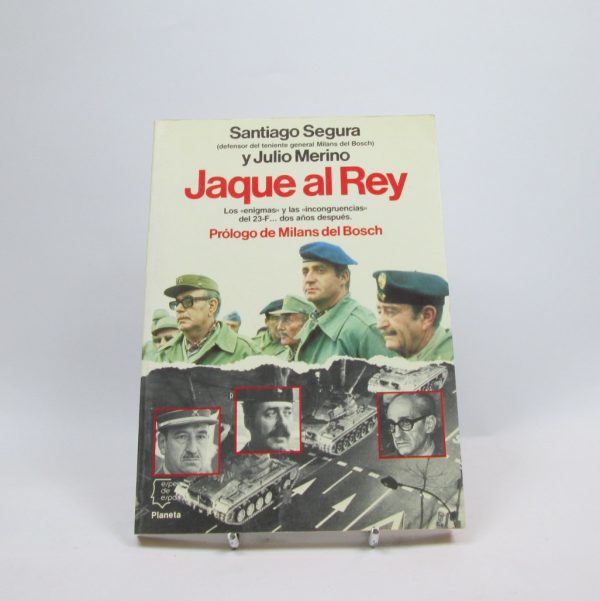 Santiago Segura
(defensor del teniente general Milans del Bosch)
y Julio Merino
Jaque al Rey
Los «enigmas» y las «incongruencias»
del 23-F... dos años después.
Prólogo de Milans del Bosch
de
Planeta